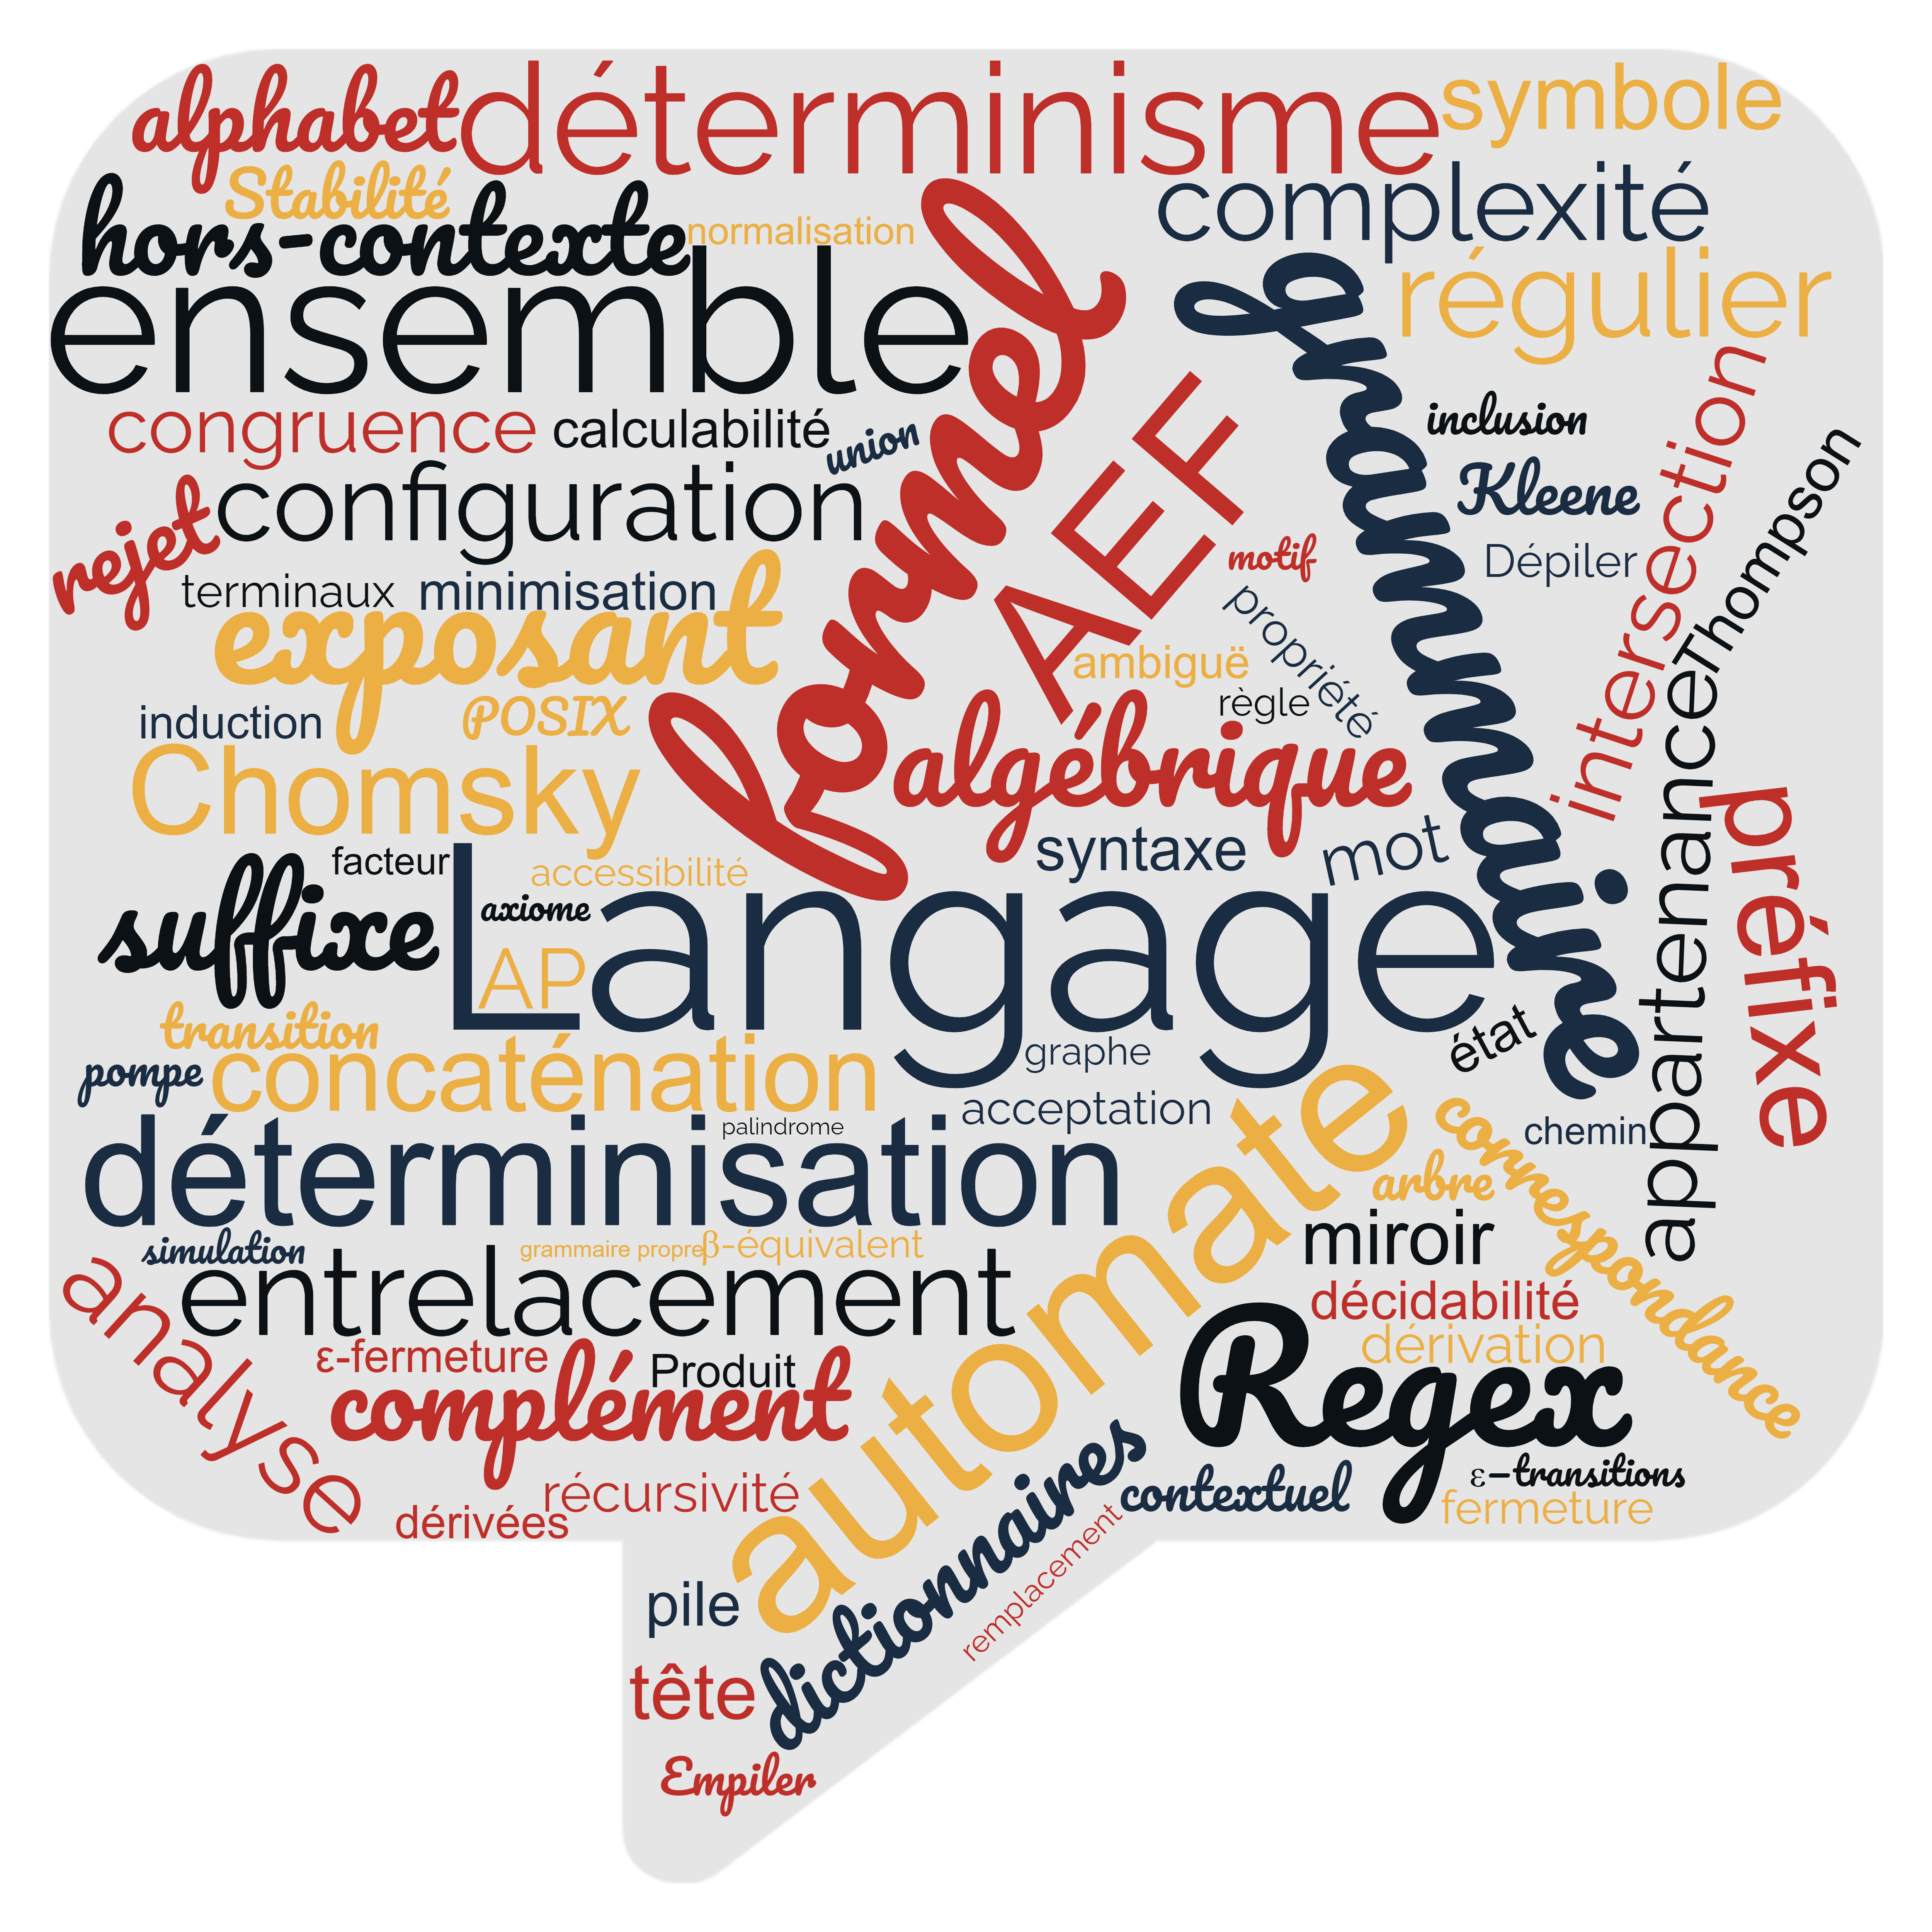 alphabet
déterminisme
symbole
Stabilité
complexité
hors-contexte
normalisation
formel
régulier
ensemble
grammaire
congruence
calculabilité
union
AEF
inclusion
intersection
configuration
Kleene
Thompson
rejet
motif
Dépiler
terminaux
minimisation
propriété
exposant
ambiguë
POSIX
règle
induction
Chomsky
algébrique
appartenance
préfixe
facteur
accessibilité
syntaxe
mot
suffixe
axiome
Langage
AP
transition
état
pompe
concaténation
graphe
acceptation
palindrome
chemin
déterminisation
automate
arbre
correspondance
simulation
grammaire propre
β-équivalent
miroir
analyse
entrelacement
décidabilité
ε-fermeture
Produit
dérivation
complément
Regex
récursivité
dictionnaires
contextuel
ε-transitions
dérivées
fermeture
remplacement
pile
tête
Empiler